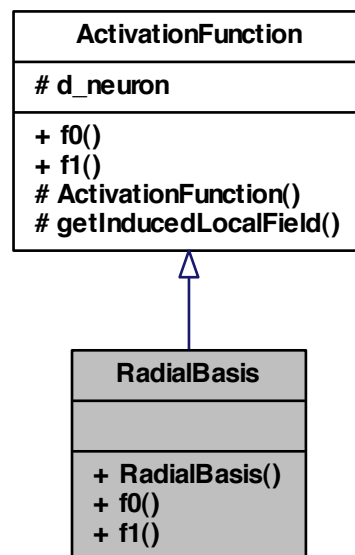 ActivationFunction
# d_neuron
+ f0()
+ f1()
# ActivationFunction()
# getInducedLocalField()
RadialBasis
+ RadialBasis()
+ f0()
+ f1()